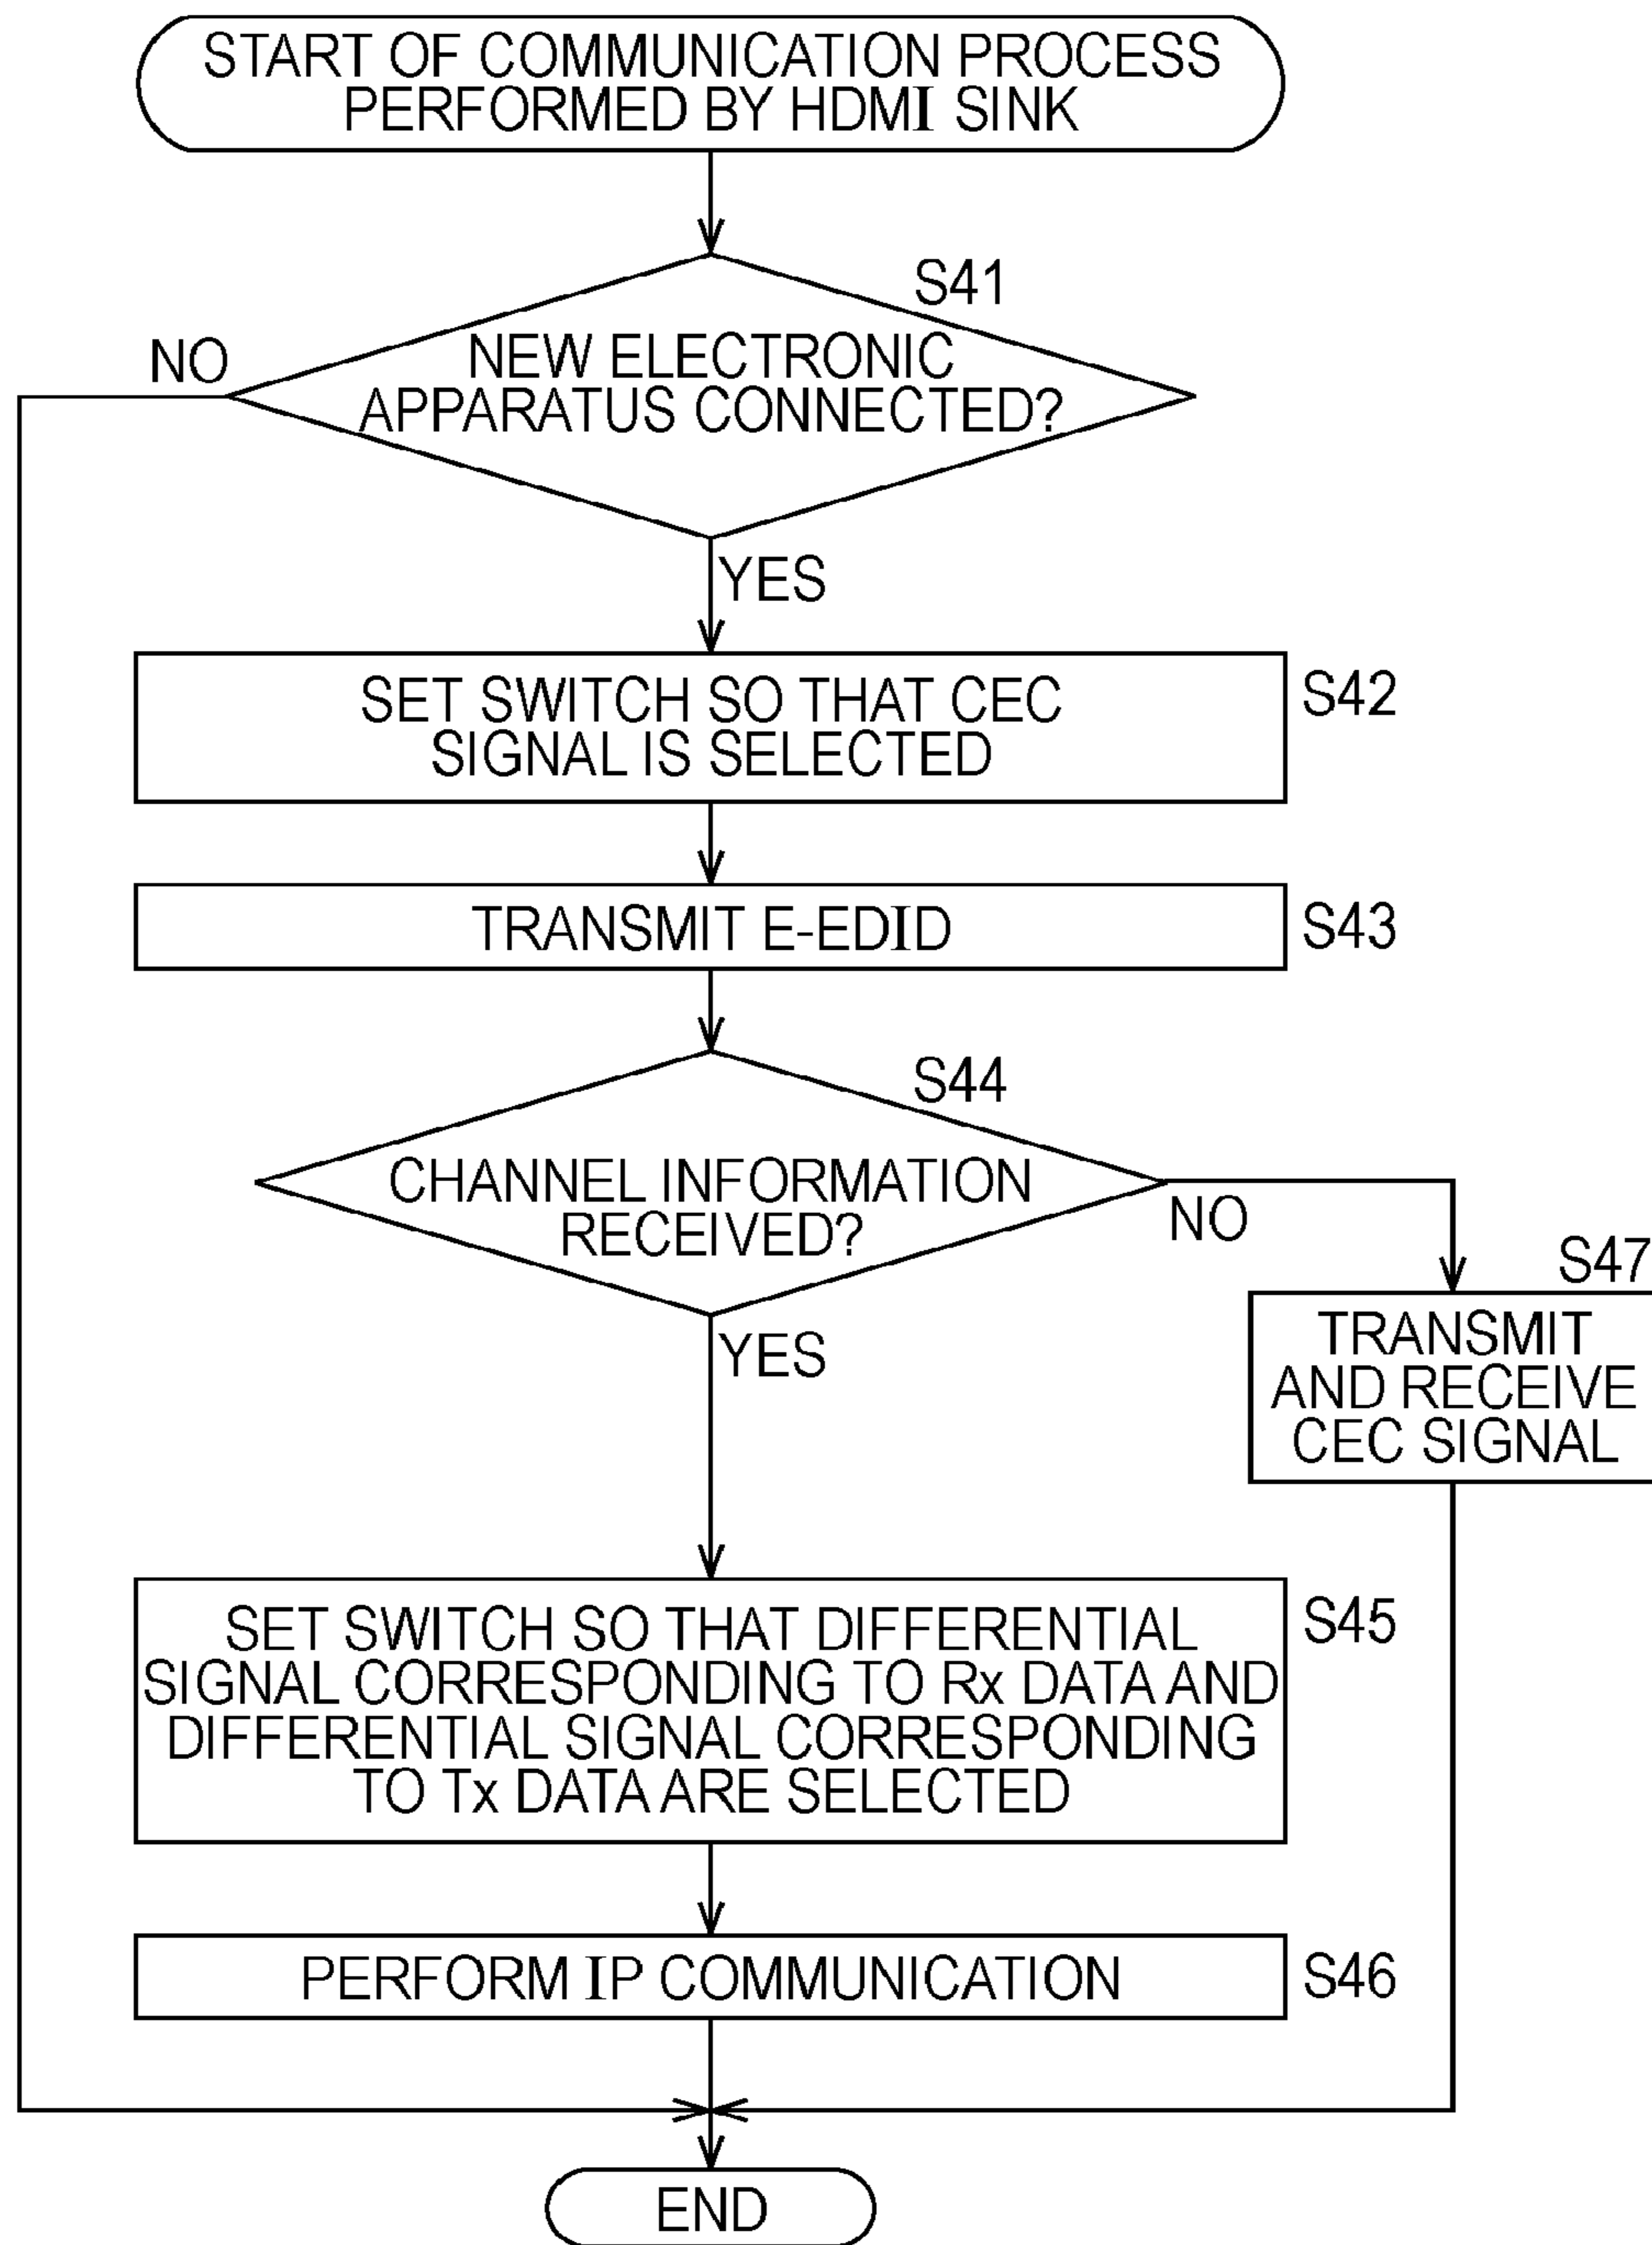 START OF COMMUNICATION PROCESS
PERFORMED BY HDMI SINK
S41
NO
NEW ELECTRONIC
APPARATUS CONNECTED?
YES
SET SWITCH SO THAT CEC
SIGNAL IS SELECTED
S42
TRANSMIT E-EDID
S43
S44
CHANNEL INFORMATION
RECEIVED?
NO
YES
S47
TRANSMIT
AND RECEIVE
CEC SIGNAL
SET SWITCH SO THAT DIFFERENTIAL
SIGNAL CORRESPONDING TO Rx DATA AND
DIFFERENTIAL SIGNAL CORRESPONDING
TO Tx DATA ARE SELECTED
S45
PERFORM IP COMMUNICATION
S46
END